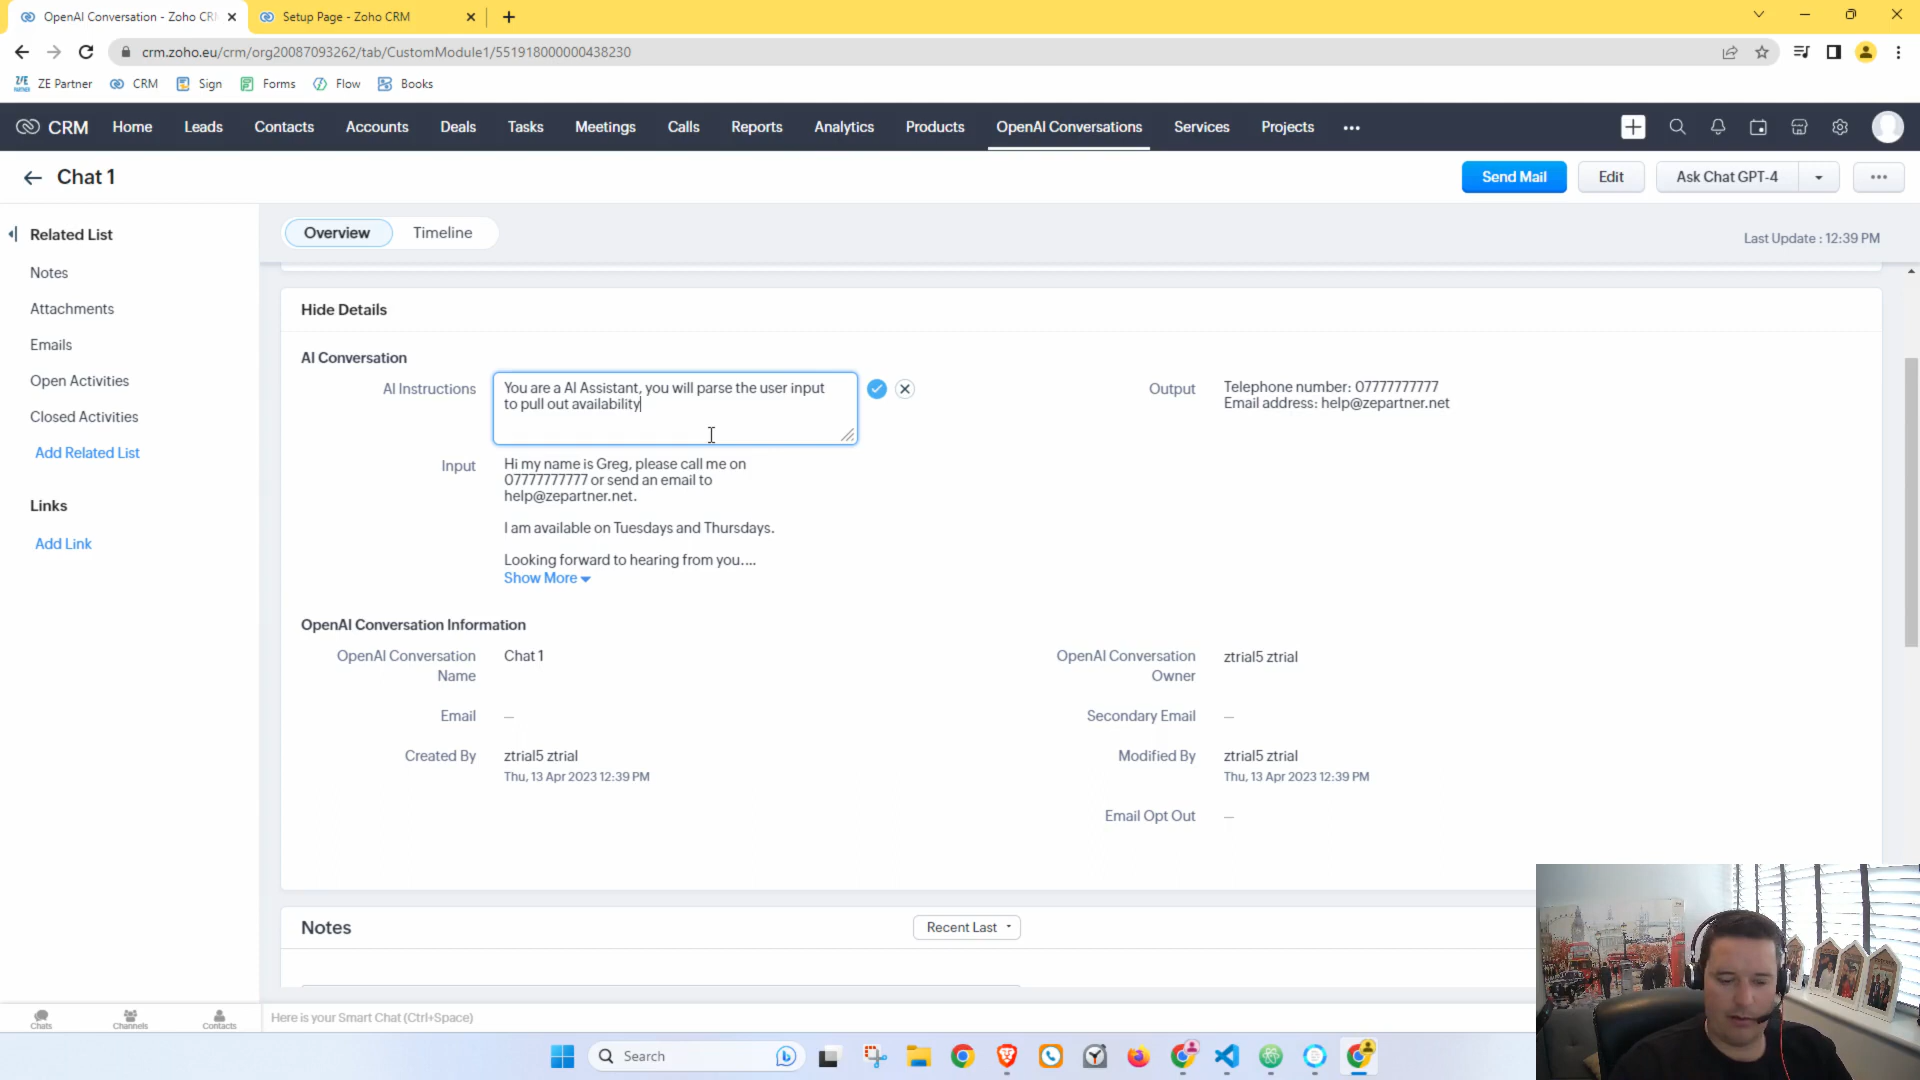 OpenAI Conversation - Zoho CR
Setup Page - Zoho CRM
crm.zoho.eu/crm/org20087093262/tab/CustomModule1/551918000000438230
ZE Partner
CRM
Sign
Forms
Flow
Books
CRM
Home
Leads
Contacts
Accounts
Deals
Tasks
Meetings
Calls
Reports
Analytics
Products
OpenAI Conversations
Services
Projects
Chat 1
Send Mail
Edit
Ask Chat GPT-4
Related List
Overview
Timeline
Last Update : 12:39 PM
Notes
Attachments
Emails
Open Activities
Closed Activities
Add Related List
Links
Add Link
Hide Details
AI Conversation
AI Instructions
You are a AI Assistant, you will parse the user input
to pull out availability
Output
Telephone number: 07777777777
Email address: help@zepartner.net
Input
Hi my name is Greg, please call me on
07777777777 or send an email to
help@zepartner.net.
I am available on Tuesdays and Thursdays.
Looking forward to hearing from you....
Show More
OpenAI Conversation Information
OpenAI Conversation
Name
Chat 1
OpenAI Conversation
Owner
ztrial5 ztrial
Email
—
Secondary Email
—
Created By
ztrial5 ztrial
Thu, 13 Apr 2023 12:39 PM
Modified By
ztrial5 ztrial
Thu, 13 Apr 2023 12:39 PM
Email Opt Out
—
Notes
Recent Last
Chats
Channels
Contacts
Here is your Smart Chat (Ctrl+Space)
Search